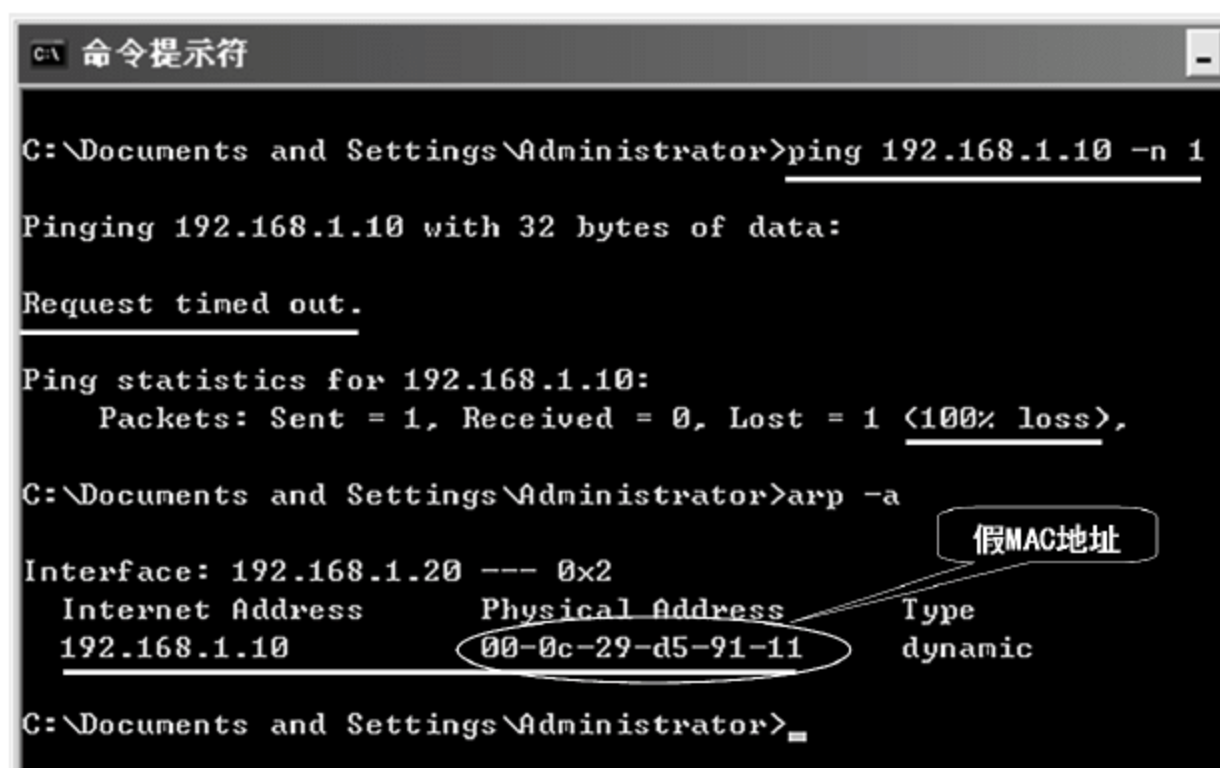 C:\ 命令提示符
C:\Documents and Settings\Administrator>ping 192.168.1.10 -n 1
Pinging 192.168.1.10 with 32 bytes of data:
Request timed out.
Ping statistics for 192.168.1.10:
Packets: Sent = 1, Received = 0, Lost = 1 (100% loss),
C:\Documents and Settings\Administrator>arp -a
假MAC地址
Interface: 192.168.1.20 --- 0x2
Internet Address Physical Address Type
192.168.1.10 00-0c-29-d5-91-11 dynamic
C:\Documents and Settings\Administrator>